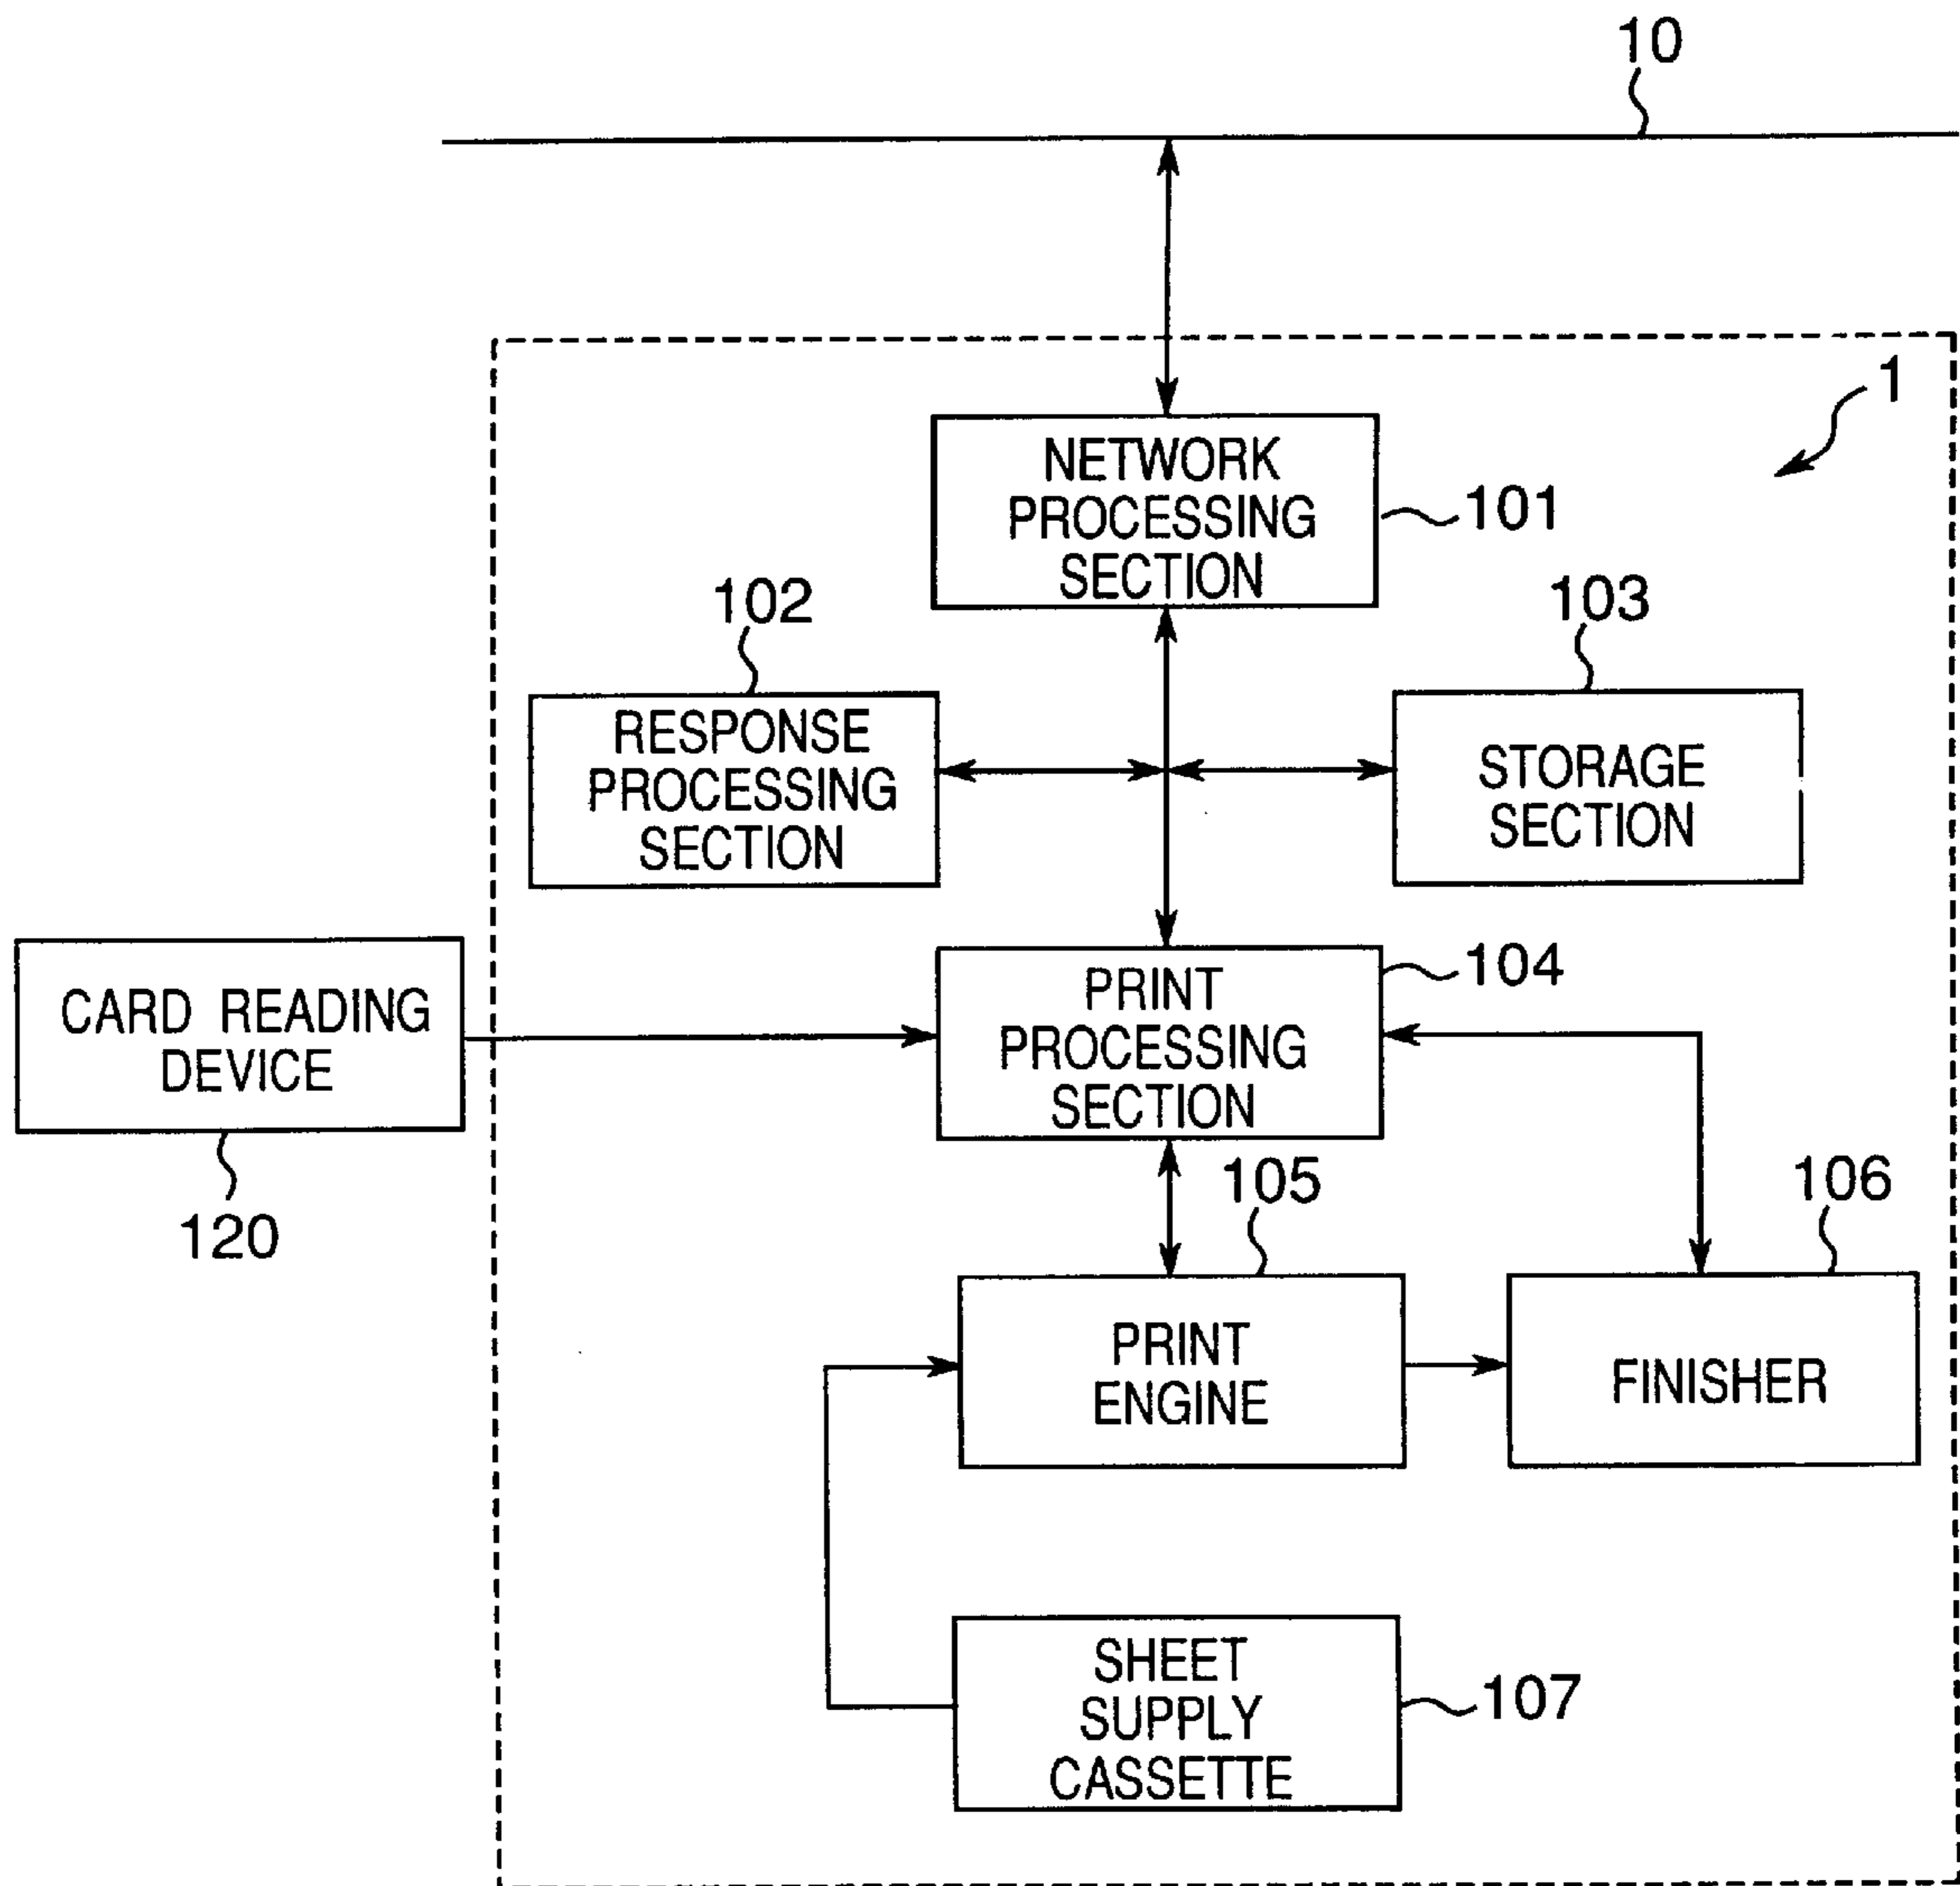 10
1
NETWORK
PROCESSING
SECTION
101
102
103
RESPONSE
PROCESSING
SECTION
STORAGE
SECTION
CARD READING
DEVICE
120
PRINT
PROCESSING
SECTION
104
105
106
PRINT
ENGINE
FINISHER
SHEET
SUPPLY
CASSETTE
107